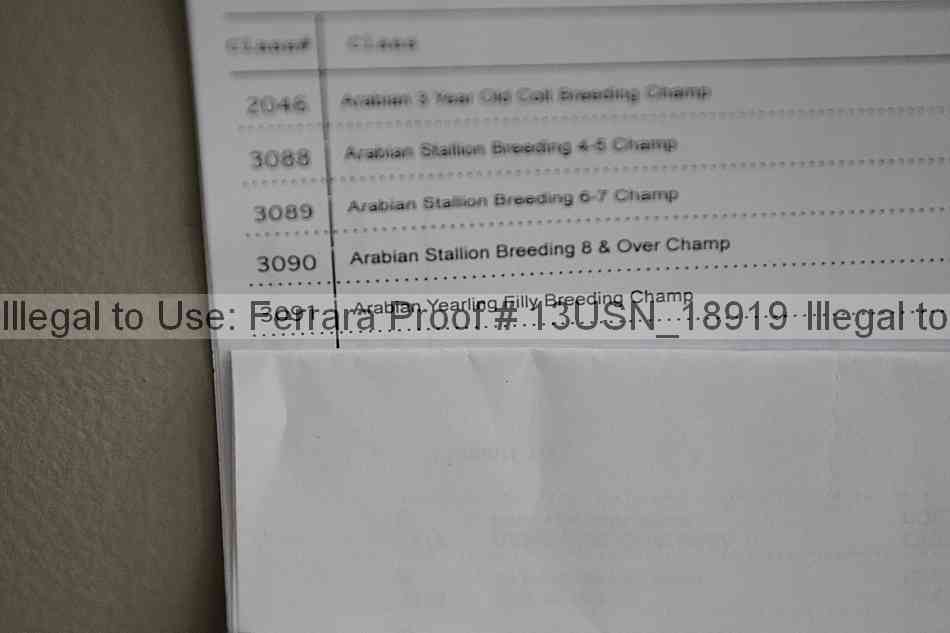 Class# Class
2046 Arabian 3 Year Old Colt Breeding Champ
3088 Arabian Stallion Breeding 4-5 Champ
3089 Arabian Stallion Breeding 6-7 Champ
3090 Arabian Stallion Breeding 8 & Over Champ
3091 Arabian Yearling Filly Breeding Champ
Illegal to Use: Ferrara Proof # 13USN_18919 Illegal to